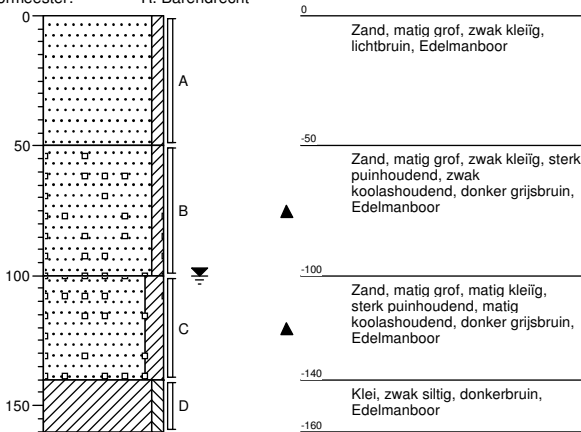 H. Barendrecht
0
50
100
150
A
B
C
D
0
Zand, matig grof, zwak kleiïg,
lichtbruin, Edelmanboor
-50
Zand, matig grof, zwak kleiïg, sterk
puinhoudend, zwak
koolashoudend, donker grijsbruin,
Edelmanboor
-100
Zand, matig grof, matig kleiïg,
sterk puinhoudend, matig
koolashoudend, donker grijsbruin,
Edelmanboor
-140
Klei, zwak siltig, donkerbruin,
Edelmanboor
-160